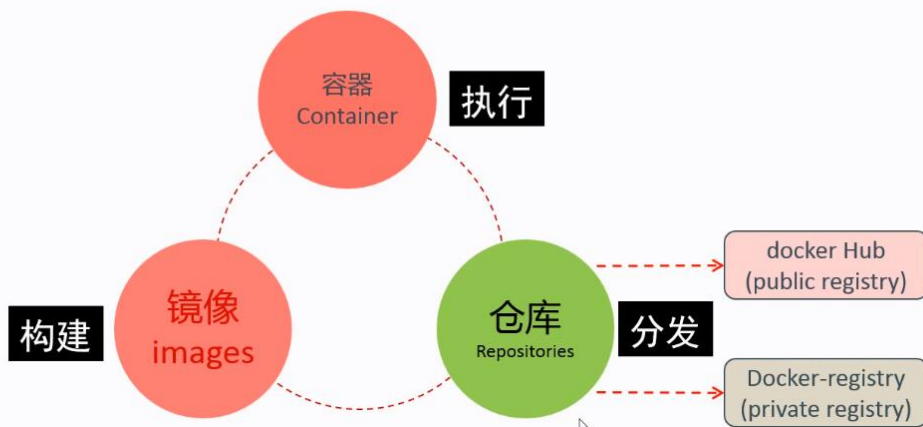 容器
Container
执行
镜像
images
构建
仓库
Repositories
分发
docker Hub
(public registry)
Docker-registry
(private registry)